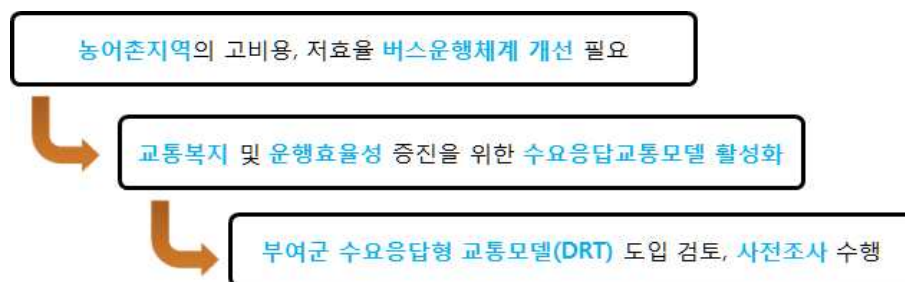 농어촌지역의 고비용, 저효율 버스운행체계 개선 필요
교통복지 및 운행효율성 증진을 위한 수요응답교통모델 활성화
부여군 수요응답형 교통모델(DRT) 도입 검토, 사전조사 수행